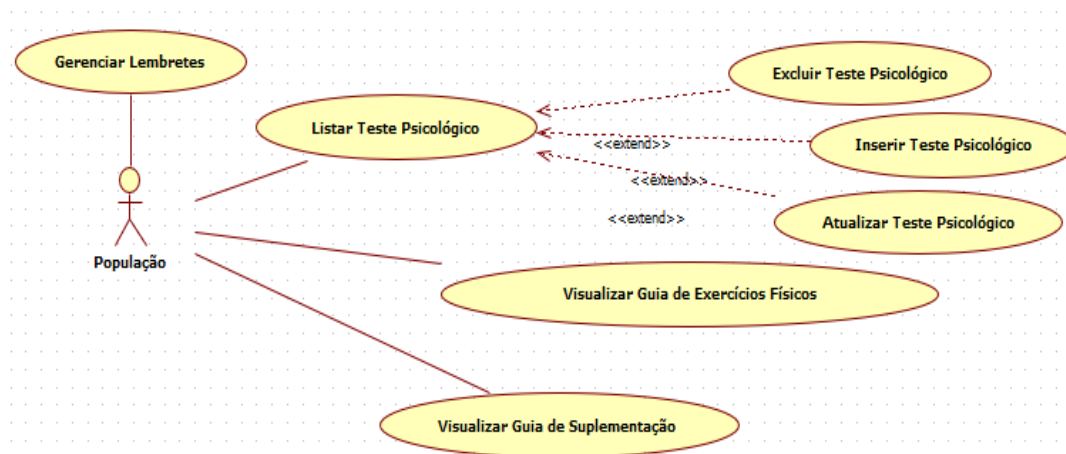 Gerenciar Lembretes
Excluir Teste Psicológico
Listar Teste Psicológico
<<extend>>
Inserir Teste Psicológico
<<extend>>
<<extend>>
Atualizar Teste Psicológico
População
Visualizar Guia de Exercícios Físicos
Visualizar Guia de Suplementação